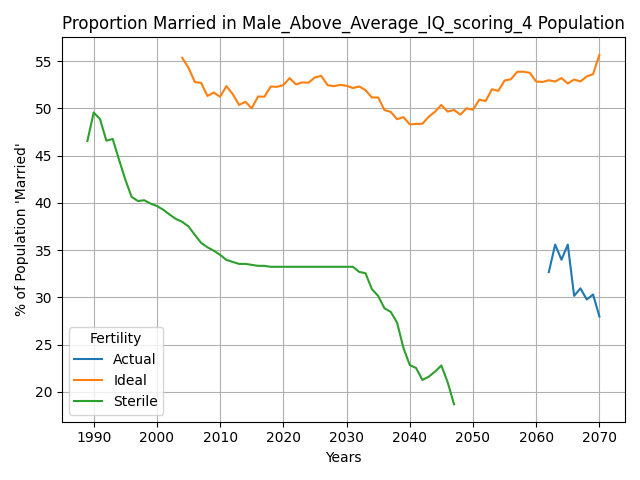 Proportion Married in Male_Above_Average_IQ_scoring_4 Population
% of Population 'Married'
55
50
45
40
35
30
25
20
Fertility
Actual
Ideal
Sterile
1990 2000 2010 2020 2030 2040 2050 2060 2070
Years